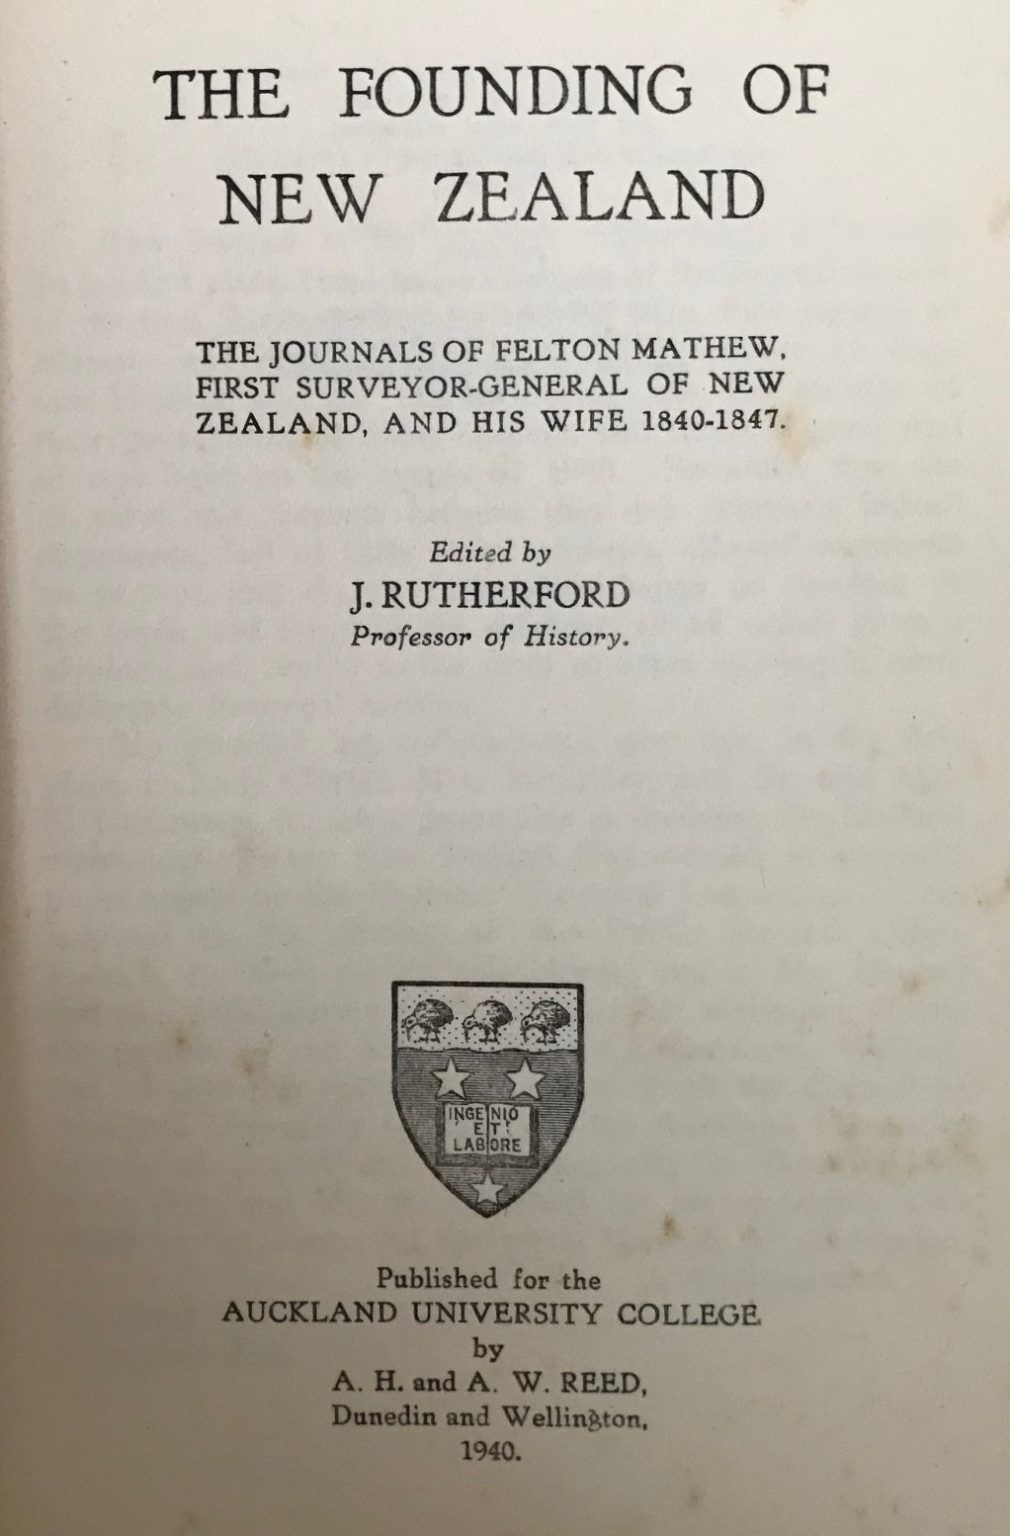 THE FOUNDING OF
NEW ZEALAND
THE JOURNALS OF FELTON MATHEW,
FIRST SURVEYOR-GENERAL OF NEW
ZEALAND, AND HIS WIFE 1840-1847.
Edited by
J. RUTHERFORD
Professor of History.
INGENIO
ET
LABORE
Published for the
AUCKLAND UNIVERSITY COLLEGE
by
A. H. and A. W. REED,
Dunedin and Wellington,
1940.